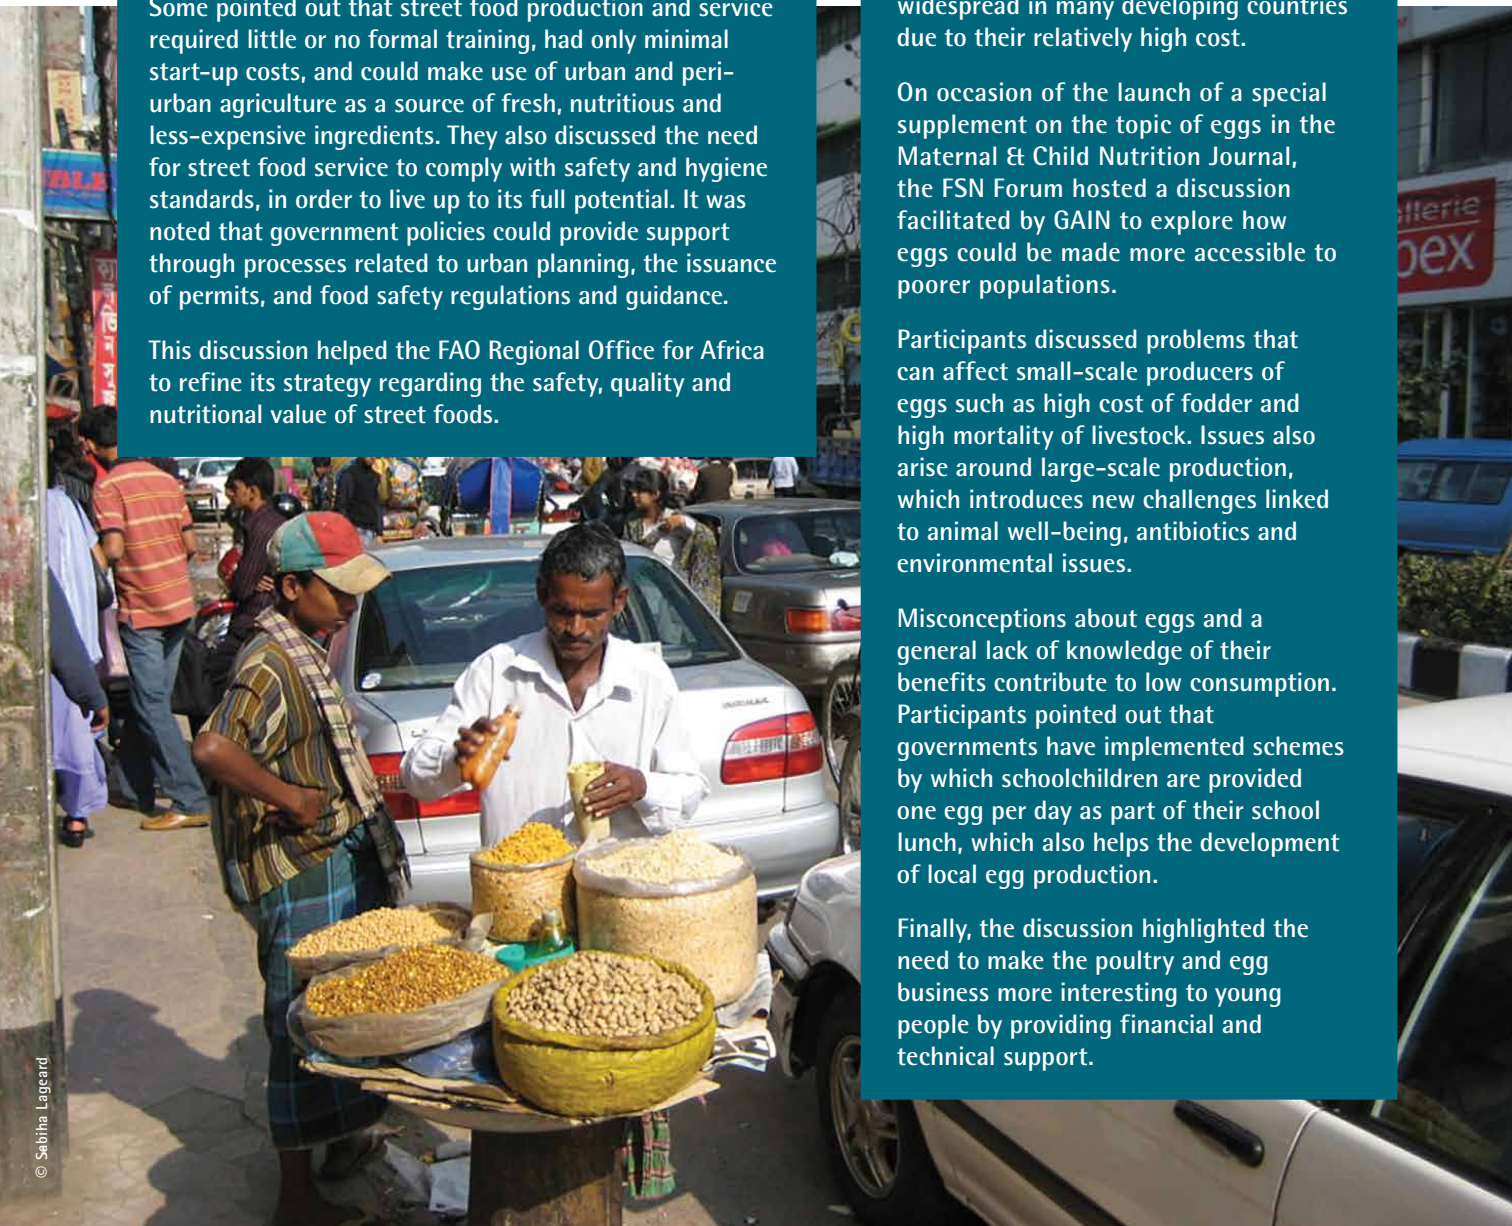 Some pointed out that street food production and service
required little or no formal training, had only minimal
start-up costs, and could make use of urban and peri-
urban agriculture as a source of fresh, nutritious and
less-expensive ingredients. They also discussed the need
for street food service to comply with safety and hygiene
standards, in order to live up to its full potential. It was
noted that government policies could provide support
through processes related to urban planning, the issuance
of permits, and food safety regulations and guidance.
This discussion helped the FAO Regional Office for Africa
to refine its strategy regarding the safety, quality and
nutritional value of street foods.
widespread in many developing countries
due to their relatively high cost.
On occasion of the launch of a special
supplement on the topic of eggs in the
Maternal & Child Nutrition Journal,
the FSN Forum hosted a discussion
facilitated by GAIN to explore how
eggs could be made more accessible to
poorer populations.
Participants discussed problems that
can affect small-scale producers of
eggs such as high cost of fodder and
high mortality of livestock. Issues also
arise around large-scale production,
which introduces new challenges linked
to animal well-being, antibiotics and
environmental issues.
Misconceptions about eggs and a
general lack of knowledge of their
benefits contribute to low consumption.
Participants pointed out that
governments have implemented schemes
by which schoolchildren are provided
one egg per day as part of their school
lunch, which also helps the development
of local egg production.
Finally, the discussion highlighted the
need to make the poultry and egg
business more interesting to young
people by providing financial and
technical support.
© Sabiha Lageard